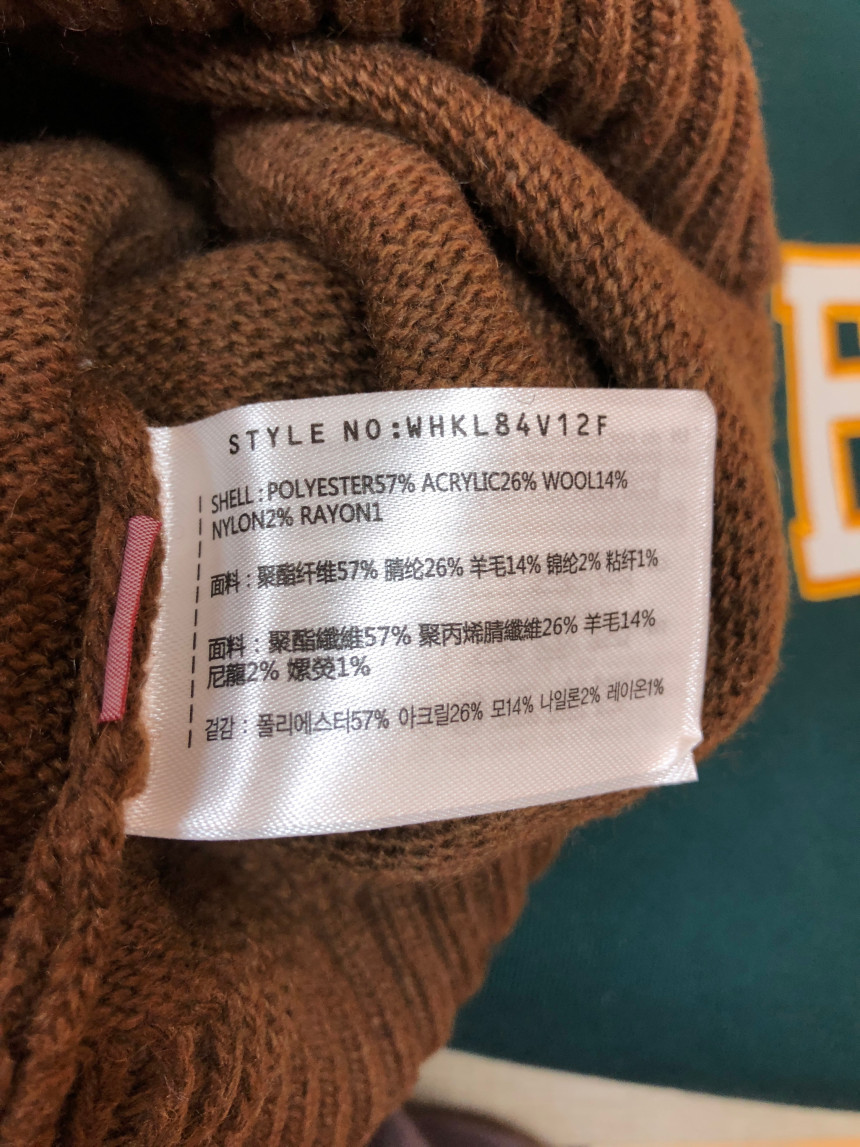 STYLE NO:WHKL84V12F
SHELL : POLYESTER57% ACRYLIC26% WOOL14%
NYLON2% RAYON1
面料 : 聚酯纤维57% 腈纶26% 羊毛14% 锦纶2% 粘纤1%
面料 : 聚酯纖維57% 聚丙烯腈纖維26% 羊毛14%
尼龍2% 嫘熒1%
겉감 : 폴리에스터57% 아크릴26% 모14% 나일론2% 레이온1%